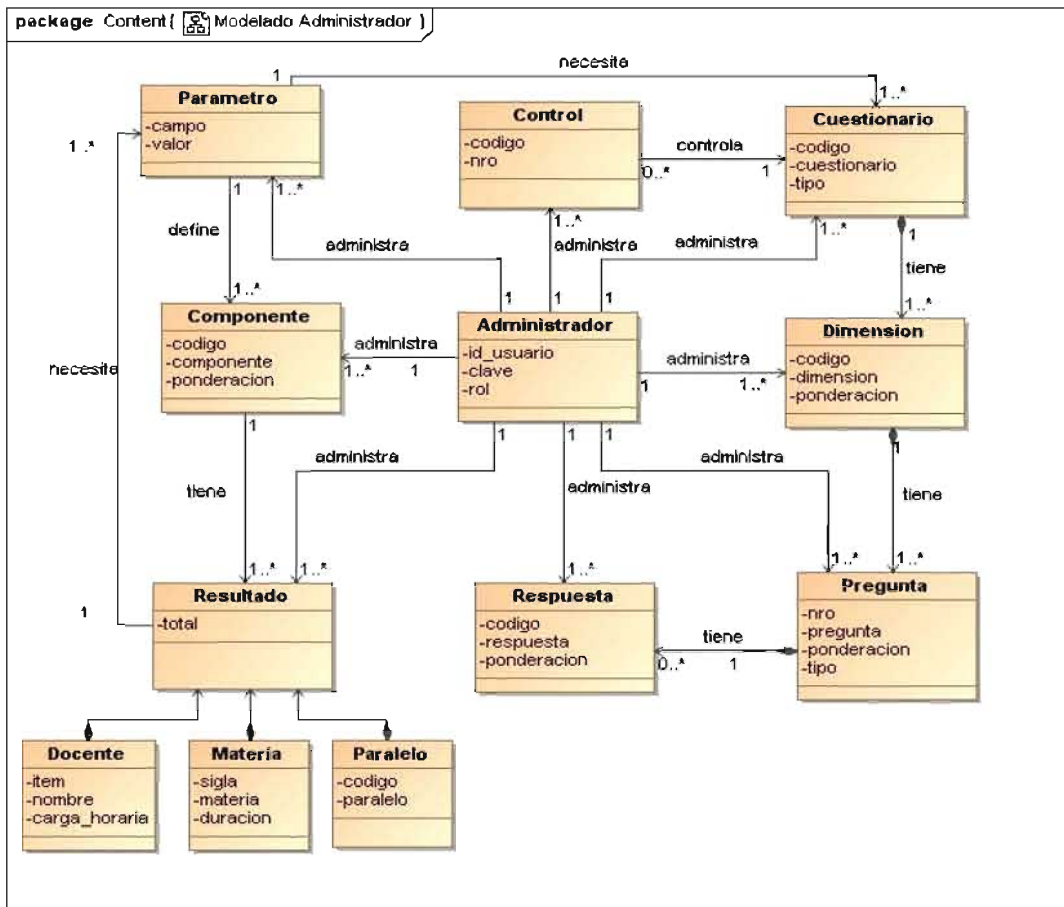 package Content{ Modelado Administrador }
necesita
1
1..*
Parametro
-campo
-valor
Control
-codigo
-nro
Cuestionario
-codigo
-cuestionario
-tipo
1..*
controla
0..*
1
1
1..*
1..*
1..*
1
define
administra
administra
administra
tiene
1..*
1
1
1
1..*
Componente
-codigo
-componente
-ponderacion
Administrador
-id_usuario
-clave
-rol
Dimension
-codigo
-dimension
-ponderacion
administra
1..*
1
administra
1
1..*
necesita
1
1
1
1
1
tiene
administra
administra
administra
tiene
1..*
1..*
1..*
1..*
1..*
Resultado
-total
1
Respuesta
-codigo
-respuesta
-ponderacion
Pregunta
-nro
-pregunta
-ponderacion
-tipo
tiene
0..*
1
Docente
-item
-nombre
-carga_horaria
Materia
-sigla
-materia
-duracion
Paralelo
-codigo
-paralelo